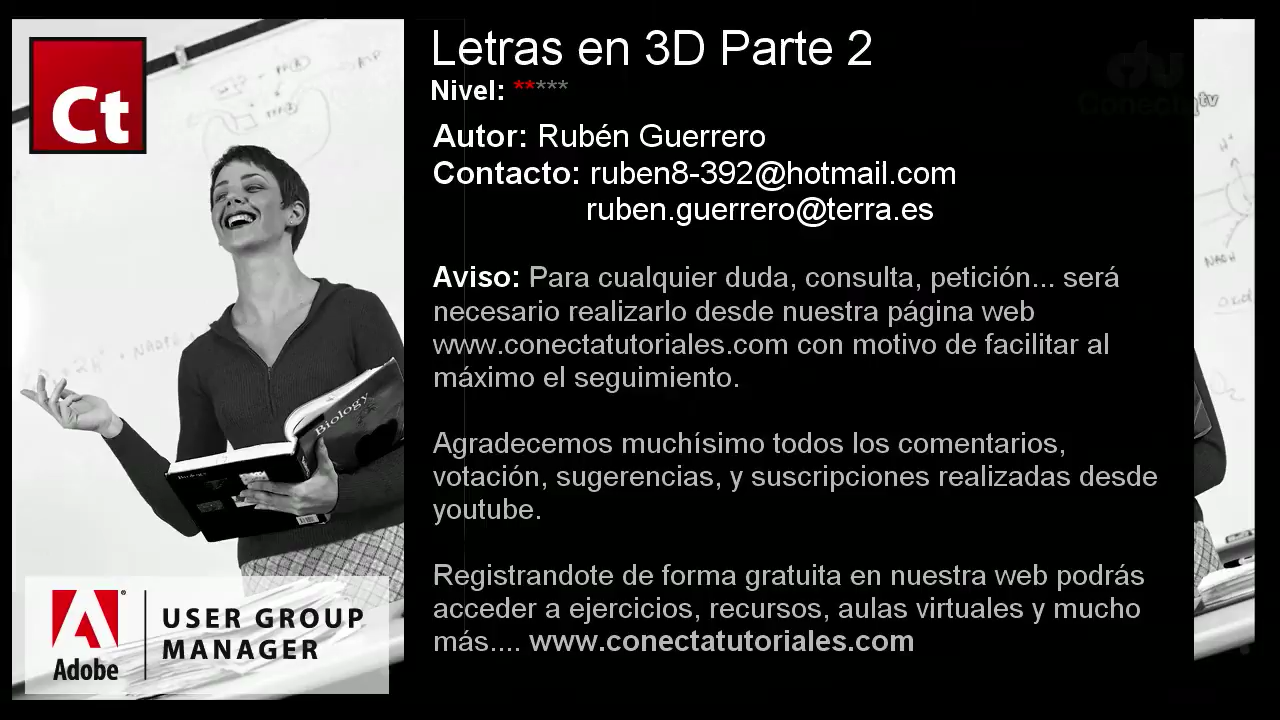 Ct
Letras en 3D Parte 2
Nivel: *****
Autor: Rubén Guerrero
Contacto: ruben8-392@hotmail.com
ruben.guerrero@terra.es
Aviso: Para cualquier duda, consulta, petición... será
necesario realizarlo desde nuestra página web
www.conectatutoriales.com con motivo de facilitar al
máximo el seguimiento.
Agradecemos muchísimo todos los comentarios,
votación, sugerencias, y suscripciones realizadas desde
youtube.
Registrandote de forma gratuita en nuestra web podrás
acceder a ejercicios, recursos, aulas virtuales y mucho
más.... www.conectatutoriales.com
Biology
Biology
Adobe
®
USER GROUP
MANAGER
Conecta tv
NADH